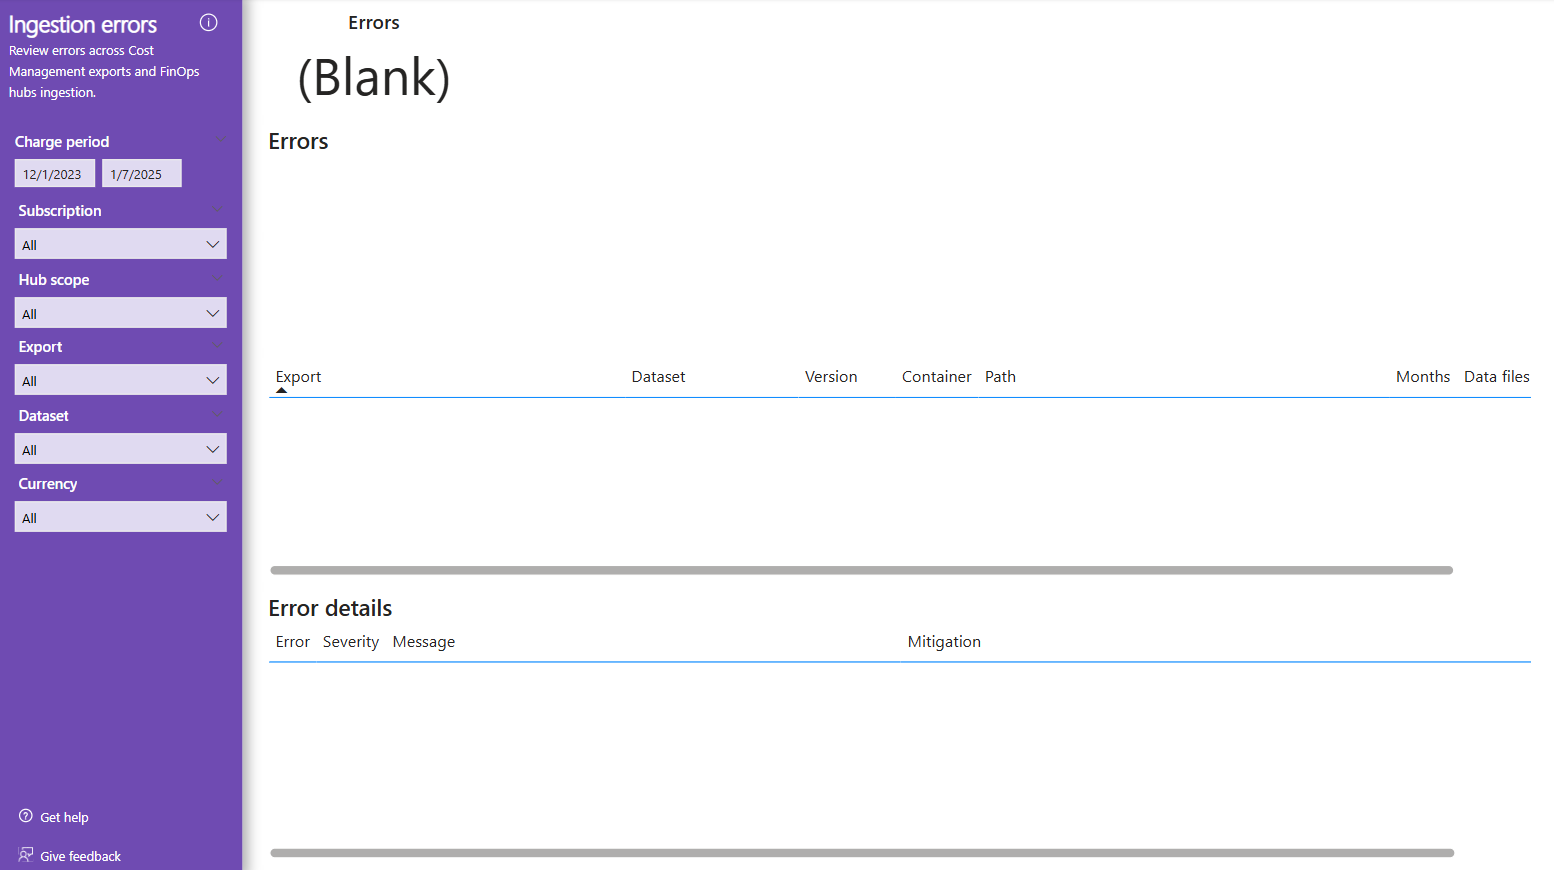 Ingestion errors
Review errors across Cost
Management exports and FinOps
hubs ingestion.
Charge period
12/1/2023 1/7/2025
Subscription
All
Hub scope
All
Export
All
Dataset
All
Currency
All
Get help
Give feedback
Errors
(Blank)
Errors
Export Dataset Version Container Path Months Data files
Error details
Error Severity Message Mitigation